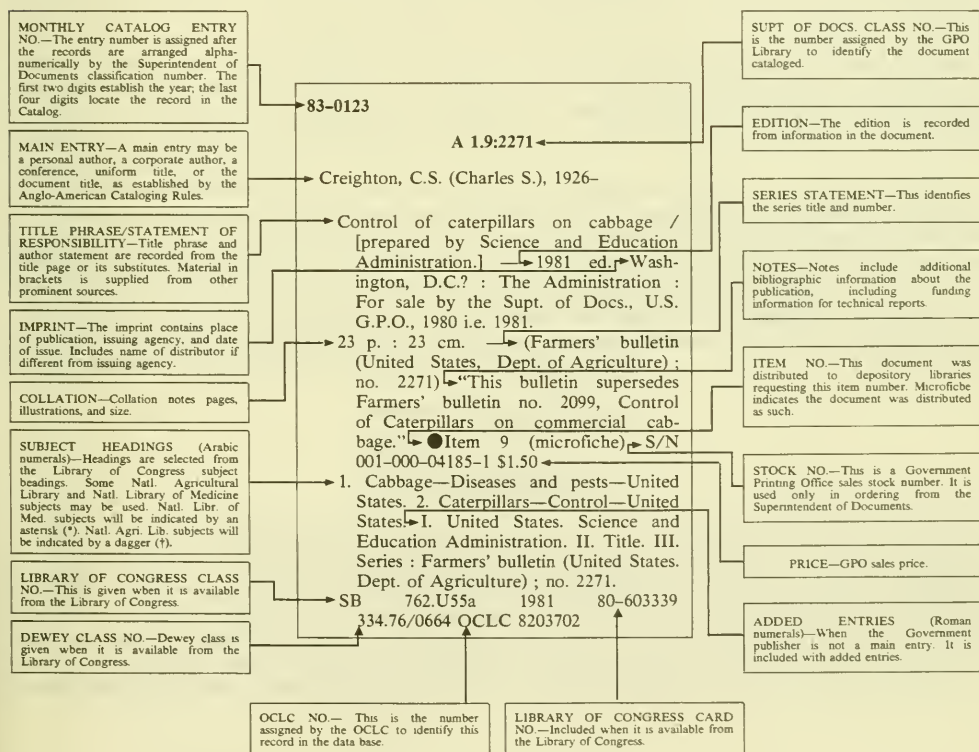 MONTHLY CATALOG ENTRY
NO.—The entry number is assigned after
the records are arranged alpha-
numerically by the Superintendent of
Documents classification number. The
first two digits establish the year; the last
four digits locate the record in the
Catalog.
MAIN ENTRY—A main entry may be
a personal author, a corporate author, a
conference, uniform title, or the
document title, as established by the
Anglo-American Cataloging Rules.
TITLE PHRASE/STATEMENT OF
RESPONSIBILITY—Title phrase and
author statement are recorded from the
title page or its substitutes. Material in
brackets is supplied from other
prominent sources.
IMPRINT—The imprint contains place
of publication, issuing agency, and date
of issue. Includes name of distributor if
different from issuing agency.
COLLATION—Collation notes pages,
illustrations, and size.
SUBJECT HEADINGS (Arabic
numerals)—Headings are selected from
the Library of Congress subject
beadings. Some Natl. Agricultural
Library and Natl. Library of Medicine
subjects may be used. Natl. Libr. of
Med. subjects will be indicated by an
asterisk (*). Natl. Agri. Lib. subjects will
be indicated by a dagger (†).
LIBRARY OF CONGRESS CLASS
NO.—This is given when it is available
from the Library of Congress.
DEWEY CLASS NO.—Dewey class is
given when it is available from the
Library of Congress.
83-0123
A 1.9:2271
Creighton, C.S. (Charles S.), 1926–
Control of caterpillars on cabbage /
[prepared by Science and Education
Administration.] — 1981 ed. Wash-
ington, D.C.? : The Administration :
For sale by the Supt. of Docs., U.S.
G.P.O., 1980 i.e. 1981.
23 p. : 23 cm. — (Farmers' bulletin
(United States, Dept. of Agriculture) ;
no. 2271) “This bulletin supersedes
Farmers' bulletin no. 2099, Control
of Caterpillars on commercial cab-
bage.” ●Item 9 (microfiche) S/N
001-000-04185-1 $1.50
1. Cabbage—Diseases and pests—United
States. 2. Caterpillars—Control—United
States. I. United States. Science and
Education Administration. II. Title. III.
Series : Farmers' bulletin (United States.
Dept. of Agriculture) ; no. 2271.
SB 762.U55a 1981 80-603339
334.76/0664 OCLC 8203702
SUPT OF DOCS. CLASS NO.—This
is the number assigned by the GPO
Library to identify the document
cataloged.
EDITION—The edition is recorded
from information in the document.
SERIES STATEMENT—This identifies
the series title and number.
NOTES—Notes include additional
bibliographic information about the
publication, including funding
information for technical reports.
ITEM NO.—This document was
distributed to depository libraries
requesting this item number. Microficbe
indicates the document was distributed
as such.
STOCK NO.—This is a Government
Printing Office sales stock number. It is
used only in ordering from the
Superintendent of Documents.
PRICE—GPO sales price.
ADDED ENTRIES (Roman
numerals)—When the Government
publisher is not a main entry. It is
included with added entries.
OCLC NO.— This is the number
assigned by the OCLC to identify this
record in the data base.
LIBRARY OF CONGRESS CARD
NO.—Included when it is available from
the Library of Congress.